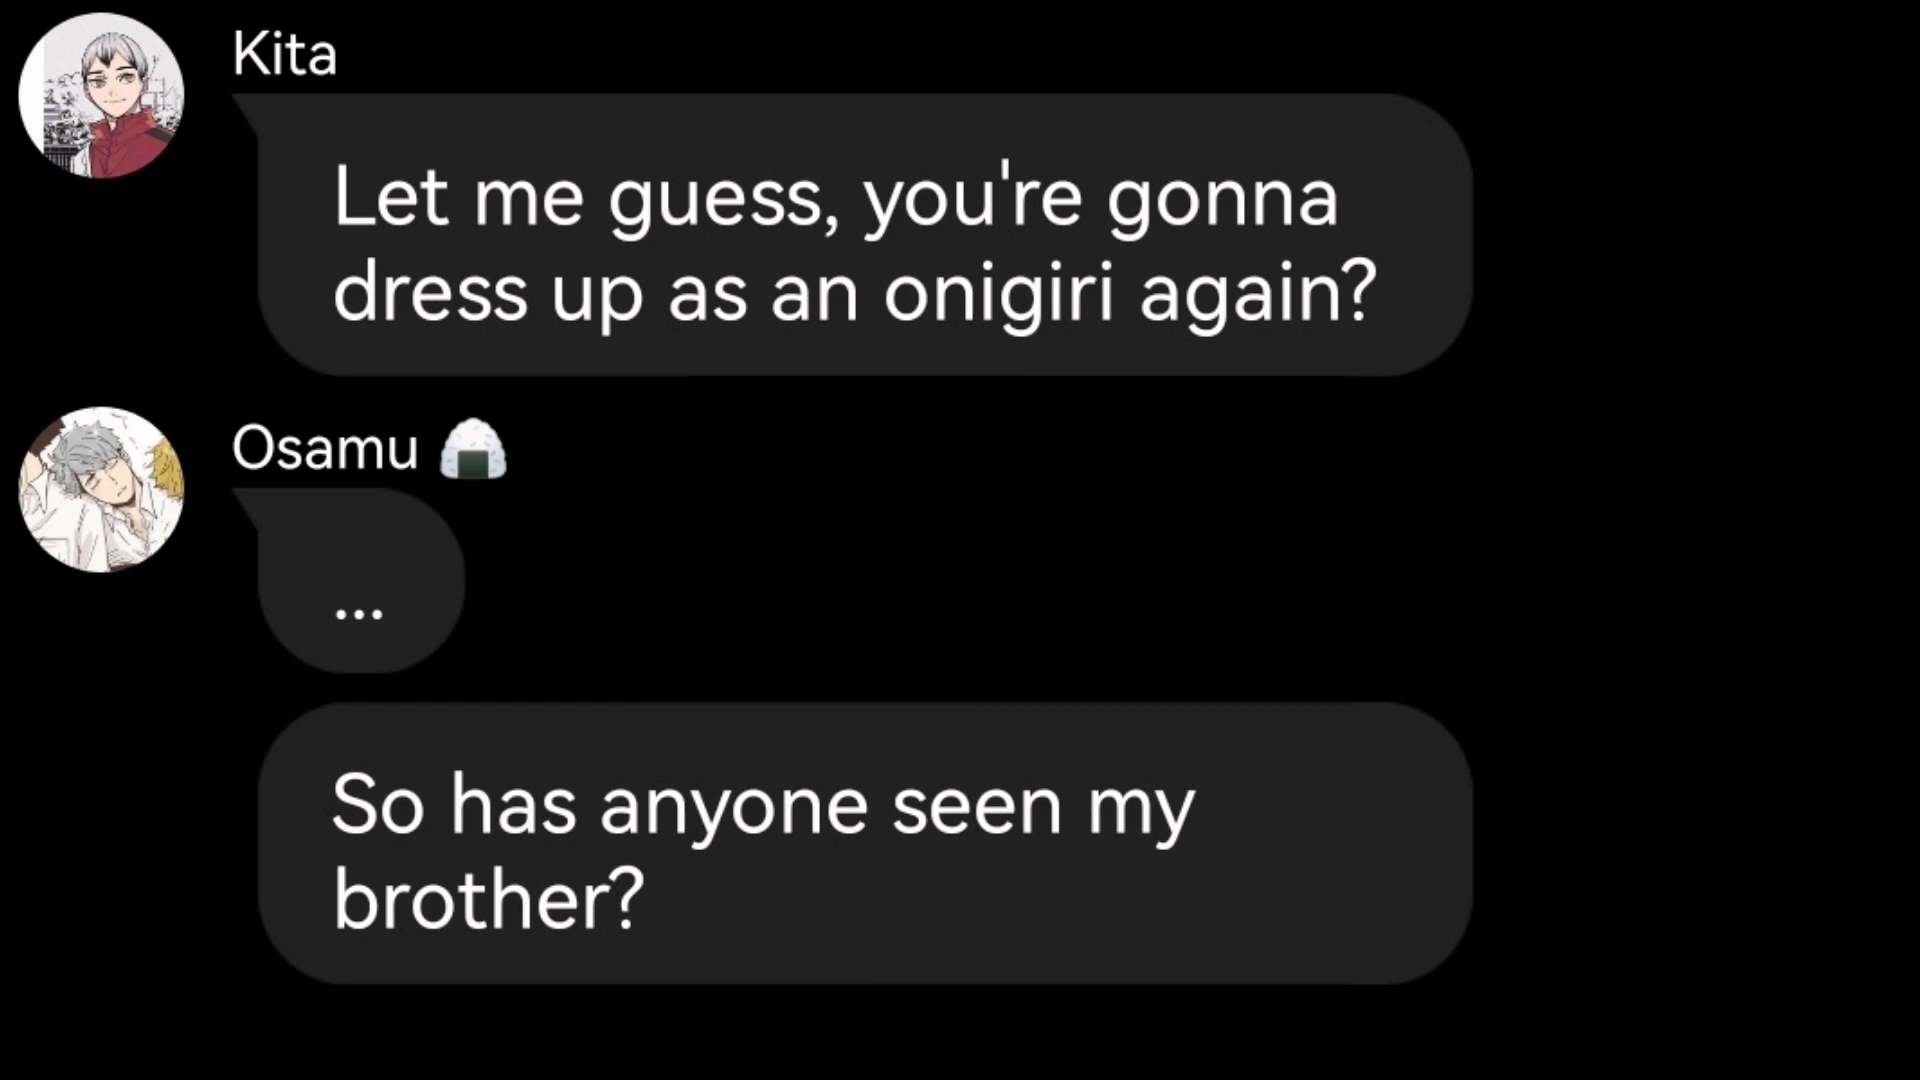 Kita
Let me guess, you're gonna
dress up as an onigiri again?
Osamu 🍙
...
So has anyone seen my
brother?